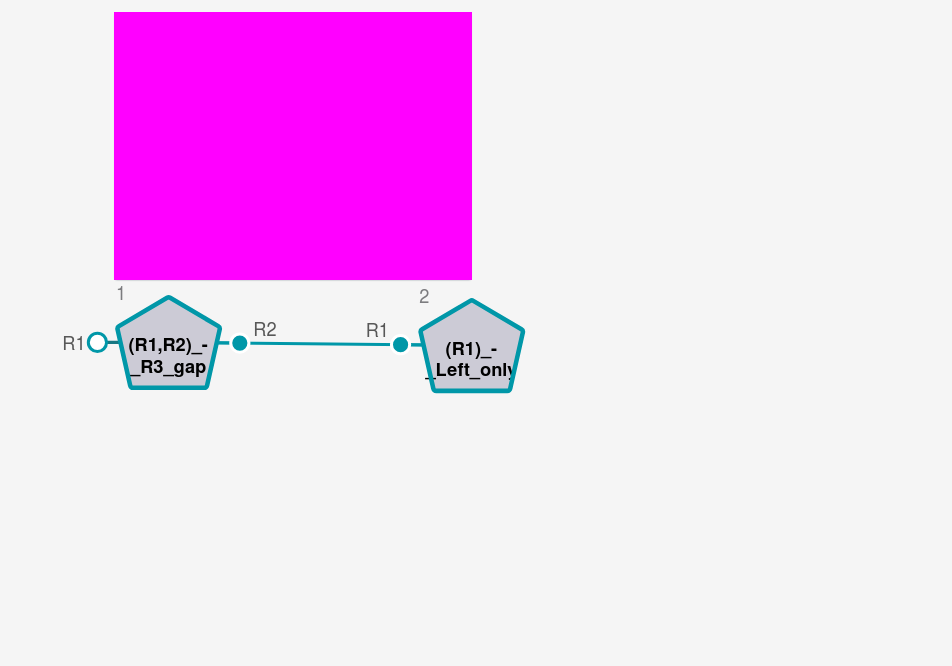 1
2
R1
(R1,R2)_-
_R3_gap
R2
R1
(R1)_-
_Left_only